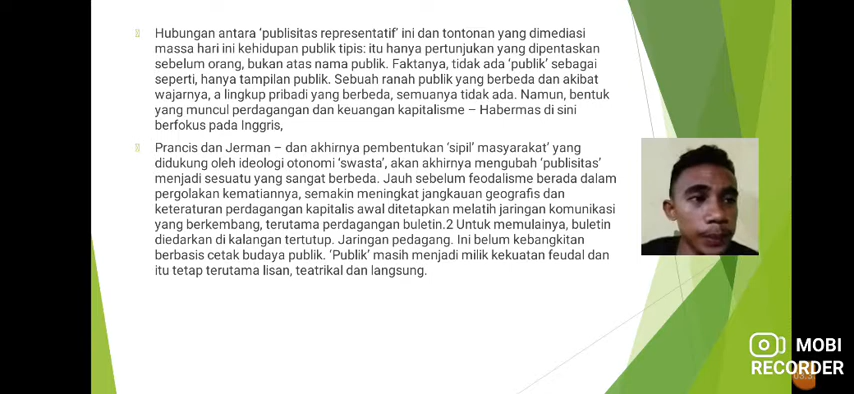 Hubungan antara ‘publisitas representatif’ ini dan tontonan yang dimediasi
massa hari ini kehidupan publik tipis: itu hanya pertunjukan yang dipentaskan
sebelum orang, bukan atas nama publik. Faktanya, tidak ada ‘publik’ sebagai
seperti, hanya tampilan publik. Sebuah ranah publik yang berbeda dan akibat
wajarnya, a lingkup pribadi yang berbeda, semuanya tidak ada. Namun, bentuk
yang muncul perdagangan dan keuangan kapitalisme – Habermas di sini
berfokus pada Inggris,
Prancis dan Jerman – dan akhirnya pembentukan ‘sipil’ masyarakat’ yang
didukung oleh ideologi otonomi ‘swasta’, akan akhirnya mengubah ‘publisitas’
menjadi sesuatu yang sangat berbeda. Jauh sebelum feodalisme berada dalam
pergolakan kematiannya, semakin meningkat jangkauan geografis dan
keteraturan perdagangan kapitalis awal ditetapkan melatih jaringan komunikasi
yang berkembang, terutama perdagangan buletin.2 Untuk memulainya, buletin
diedarkan di kalangan tertutup. Jaringan pedagang. Ini belum kebangkitan
berbasis cetak budaya publik. ‘Publik’ masih menjadi milik kekuatan feudal dan
itu tetap terutama lisan, teatrikal dan langsung.
MOBI
RECORDER